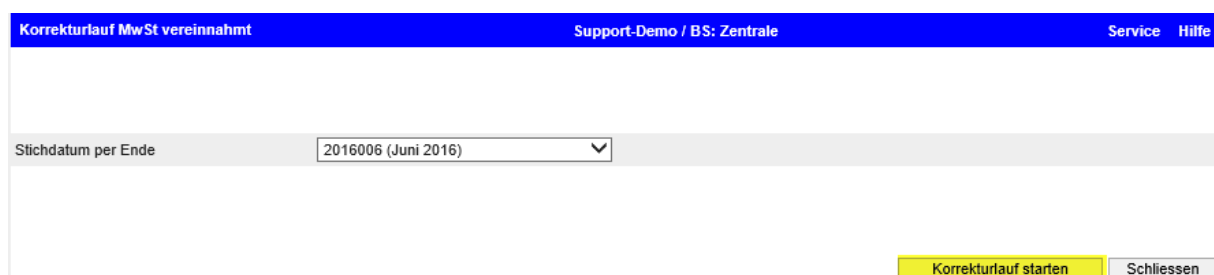 Korrekturlauf MwSt vereinnahmt Support-Demo / BS: Zentrale Service Hilfe
Stichdatum per Ende 2016006 (Juni 2016)
Korrekturlauf starten Schliessen